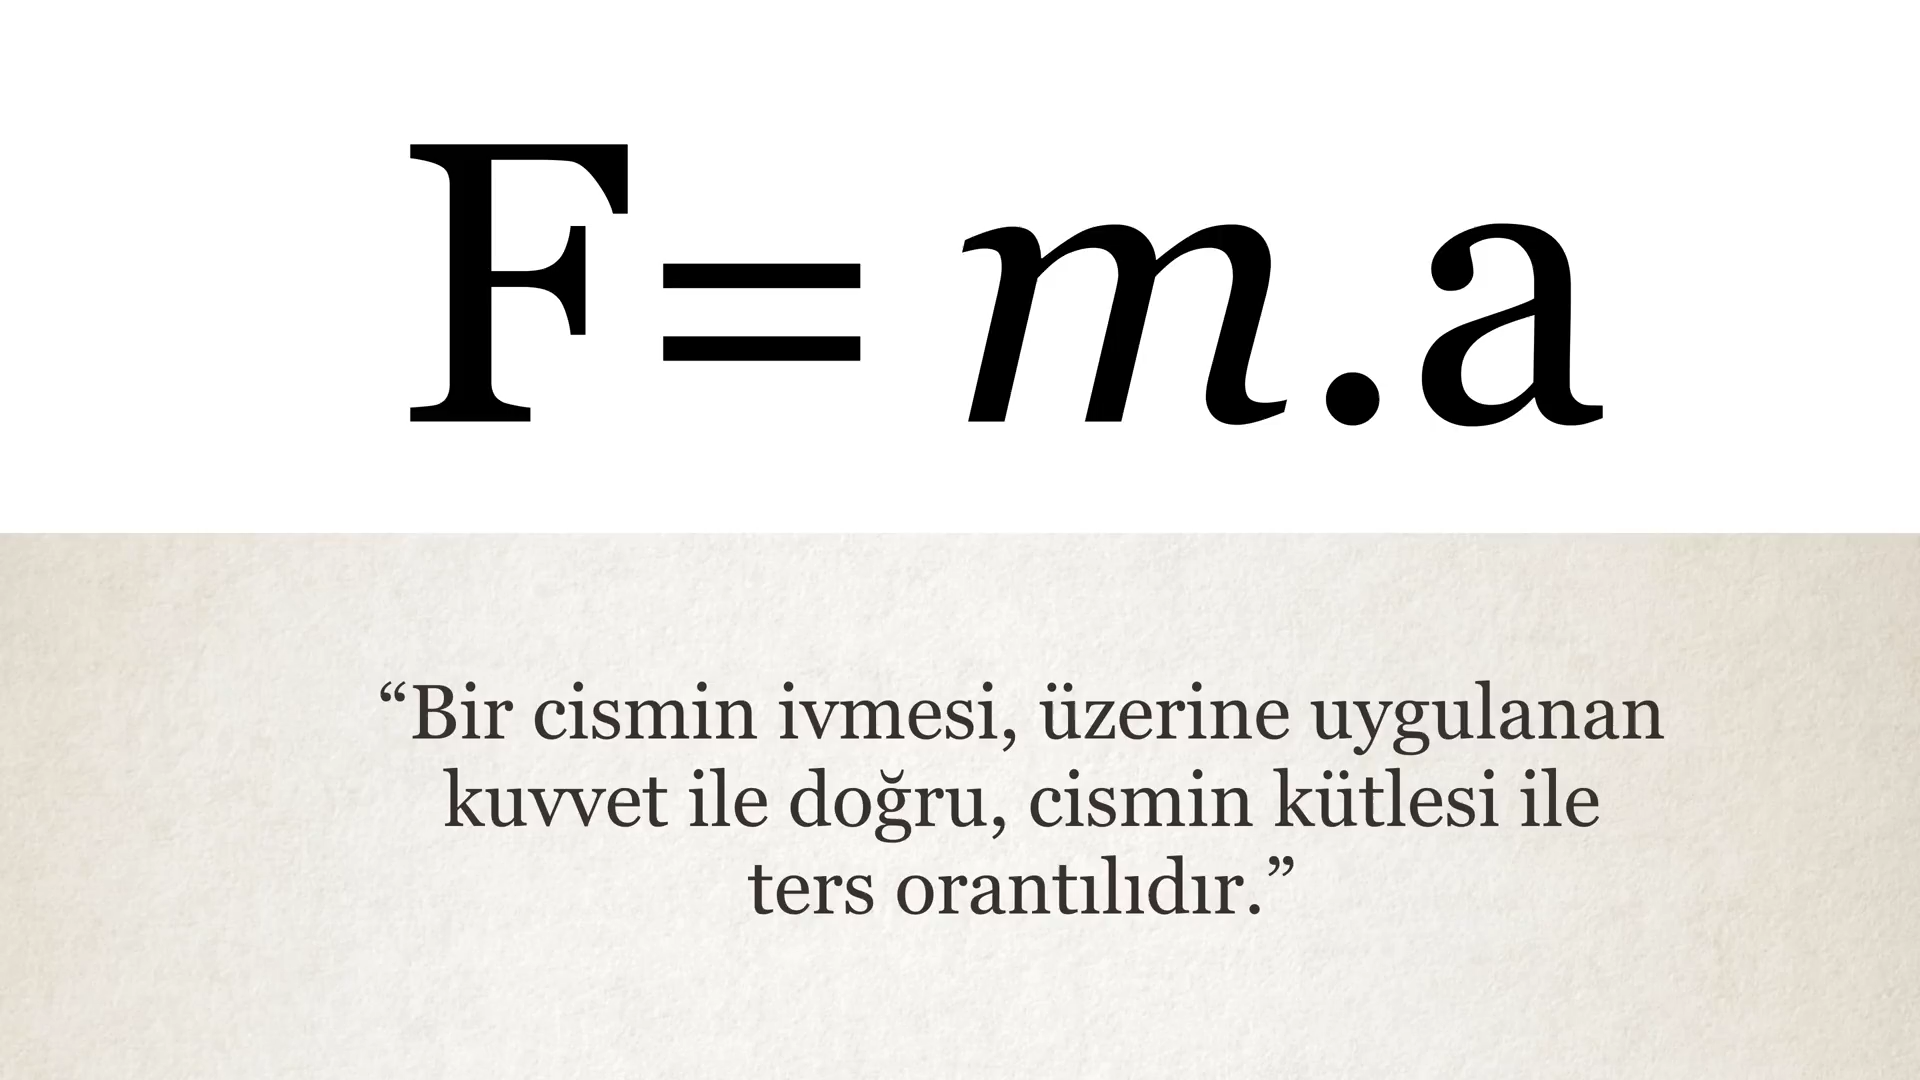 F= m.a
“Bir cismin ivmesi, üzerine uygulanan
kuvvet ile doğru, cismin kütlesi ile
ters orantılıdır.”